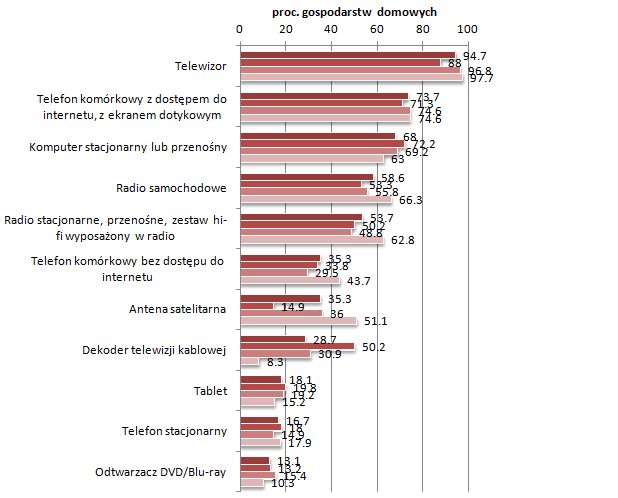 proc. gospodarstw domowych
0 20 40 60 80 100
Telewizor
94.7
88
96.8
97.7
Telefon komórkowy z dostępem do
internetu, z ekranem dotykowym
73.7
71.3
74.6
74.6
Komputer stacjonarny lub przenośny
68
72.2
69.2
63
Radio samochodowe
58.6
53.3
55.8
66.3
Radio stacjonarne, przenośne, zestaw hi-
fi wyposażony w radio
53.7
50.2
48.8
62.8
Telefon komórkowy bez dostępu do
internetu
35.3
33.8
29.5
43.7
Antena satelitarna
35.3
14.9
36
51.1
Dekoder telewizji kablowej
28.7
50.2
30.9
8.3
Tablet
18.1
19.8
19.2
15.2
Telefon stacjonarny
16.7
18
14.9
17.9
Odtwarzacz DVD/Blu-ray
13.1
13.2
15.4
10.3